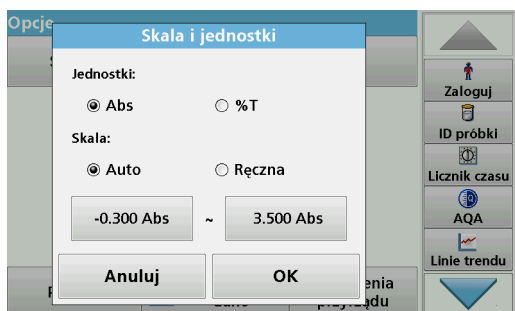 Opcje
Skala i jednostki
Jednostki:
Abs
%T
Skala:
Auto
Ręczna
-0.300 Abs
~
3.500 Abs
Anuluj
OK
Zaloguj
ID próbki
Licznik czasu
AQA
Linie trendu